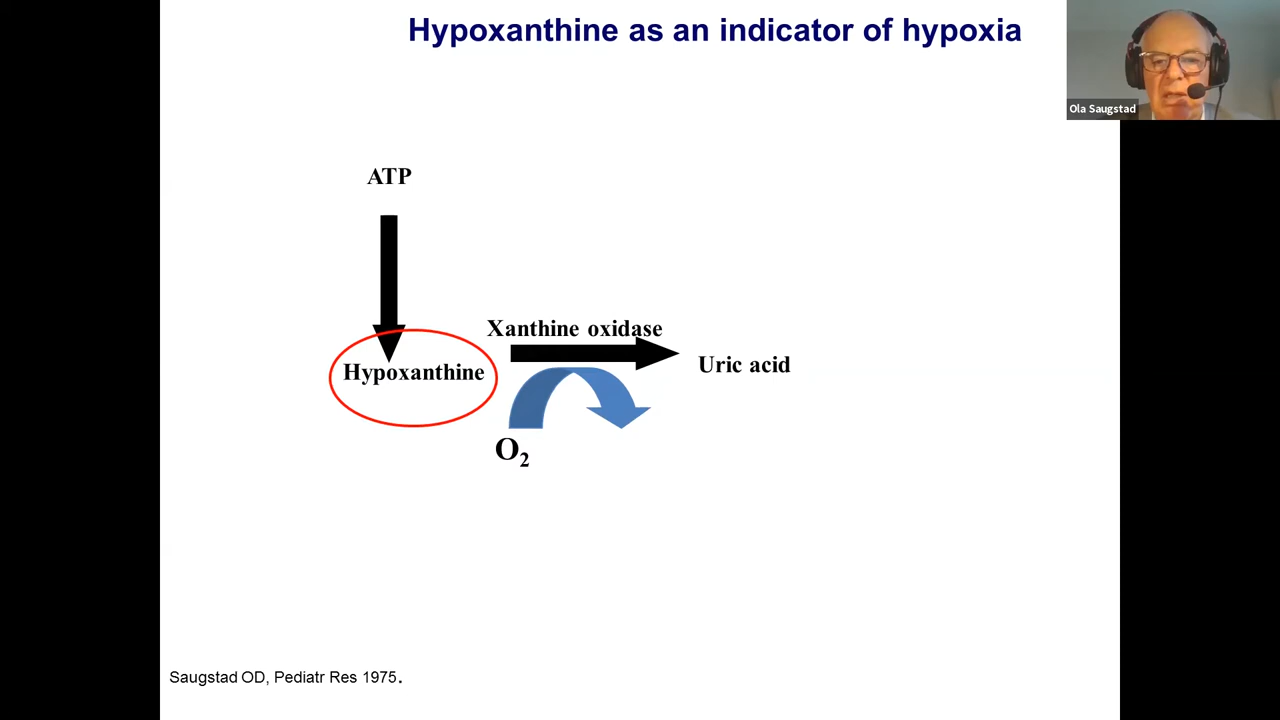 Hypoxanthine as an indicator of hypoxia
Ola Saugstad
ATP
Xanthine oxidase
Hypoxanthine
Uric acid
O₂
Saugstad OD, Pediatr Res 1975.